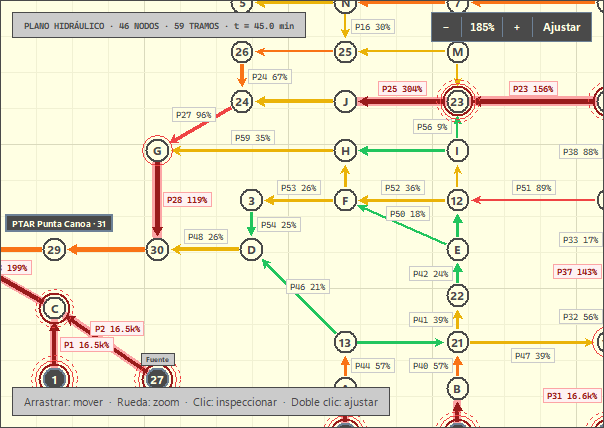 5
N
P16 30%
PLANO HIDRÁULICO · 46 NODOS · 59 TRAMOS · t = 45.0 min
−
185%
+
Ajustar
26
25
M
P24 67%
P25 304%
P23 156%
24
J
23
P27 96%
P56 9%
P59 35%
G
H
I
P38 88%
P53 26%
P52 36%
P51 89%
P28 119%
3
F
12
P50 18%
PTAR Punta Canoa · 31
P54 25%
P48 26%
P33 17%
29
30
D
E
199%
P42 24%
P37 143%
P46 21%
22
C
P41 39%
P32 56%
P2 16.5k%
P1 16.5k%
13
21
Fuente
P47 39%
P44 57%
P40 57%
1
27
B
P31 16.6k%
Arrastrar: mover · Rueda: zoom · Clic: inspeccionar · Doble clic: ajustar